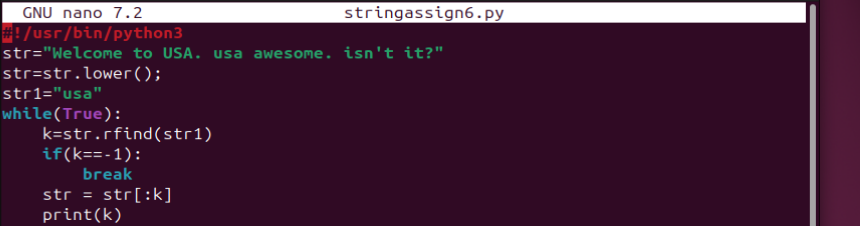 GNU nano 7.2 stringassign6.py
#!/usr/bin/python3
str="Welcome to USA. usa awesome. isn't it?"
str=str.lower();
str1="usa"
while(True):
    k=str.rfind(str1)
    if(k==-1):
        break
    str = str[:k]
    print(k)